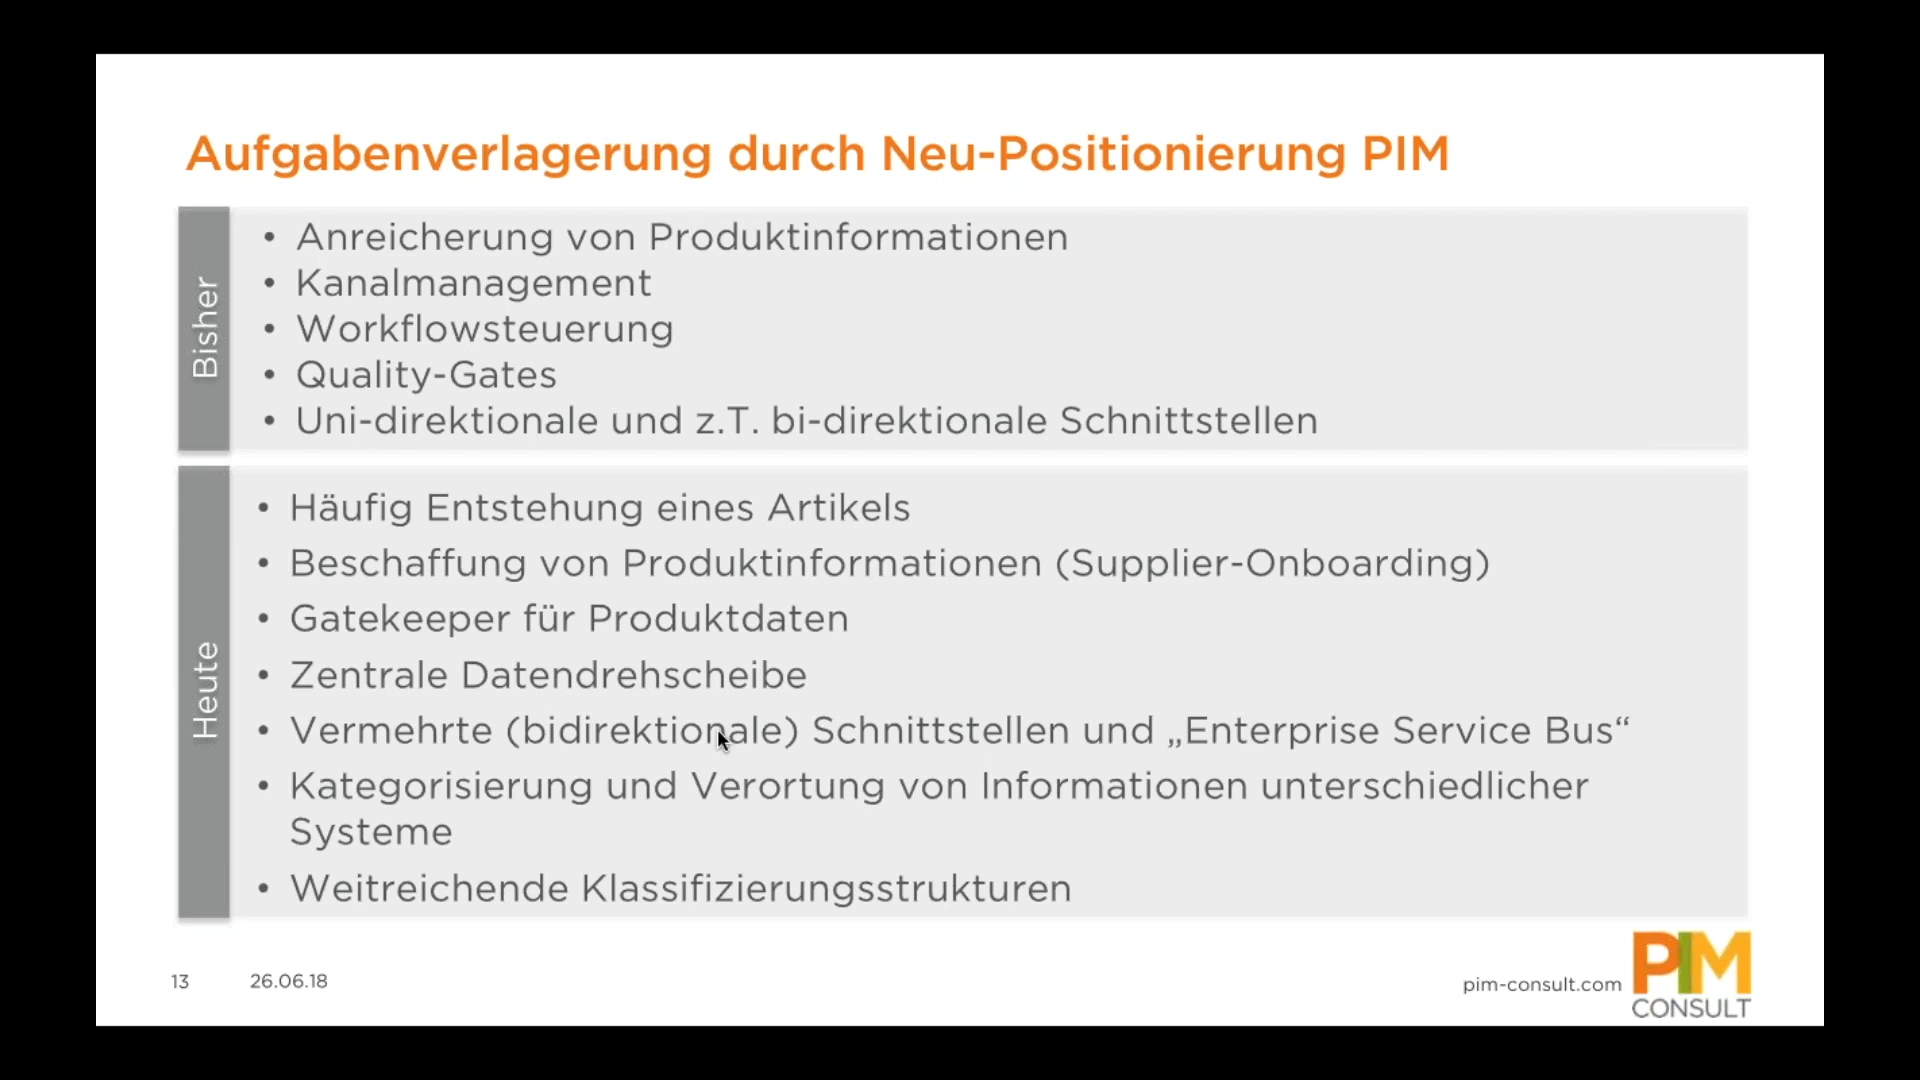 Aufgabenverlagerung durch Neu-Positionierung PIM
Bisher
• Anreicherung von Produktinformationen
• Kanalmanagement
• Workflowsteuerung
• Quality-Gates
• Uni-direktionale und z.T. bi-direktionale Schnittstellen
Heute
• Häufig Entstehung eines Artikels
• Beschaffung von Produktinformationen (Supplier-Onboarding)
• Gatekeeper für Produktdaten
• Zentrale Datendrehscheibe
• Vermehrte (bidirektionale) Schnittstellen und „Enterprise Service Bus“
• Kategorisierung und Verortung von Informationen unterschiedlicher
Systeme
• Weitreichende Klassifizierungsstrukturen
13 26.06.18
pim-consult.com
PIM
CONSULT